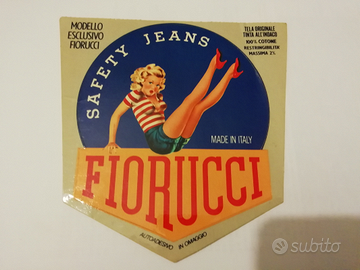 MODELLO
ESCLUSIVO
FIORUCCI
TELA ORIGINALE
TINTA ALL'INDACO
100% COTONE
RESTRINGIBILITA'
MASSIMA 2%
SAFETY JEANS
MADE IN ITALY
FIORUCCI
AUTOADESIVO IN OMAGGIO
subito